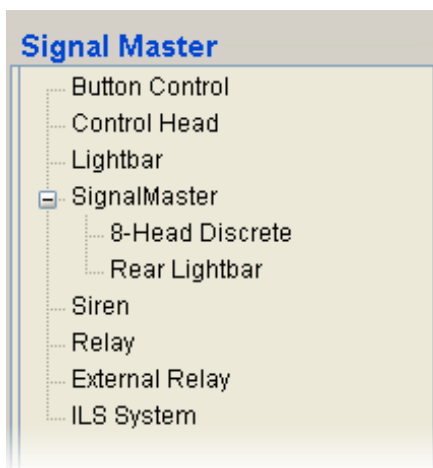 Signal Master
Button Control
Control Head
Lightbar
SignalMaster
8-Head Discrete
Rear Lightbar
Siren
Relay
External Relay
ILS System